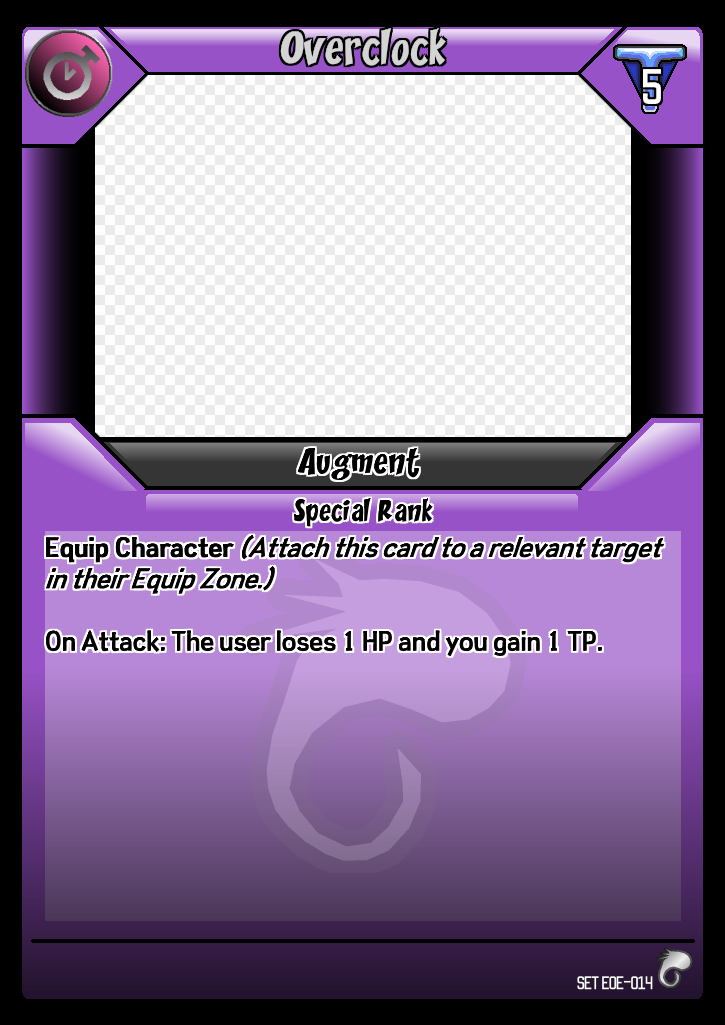 Overclock
5
Augment
Special Rank
Equip Character (Attach this card to a relevant target
in their Equip Zone.)
On Attack: The user loses 1 HP and you gain 1 TP.
SET EOE-014